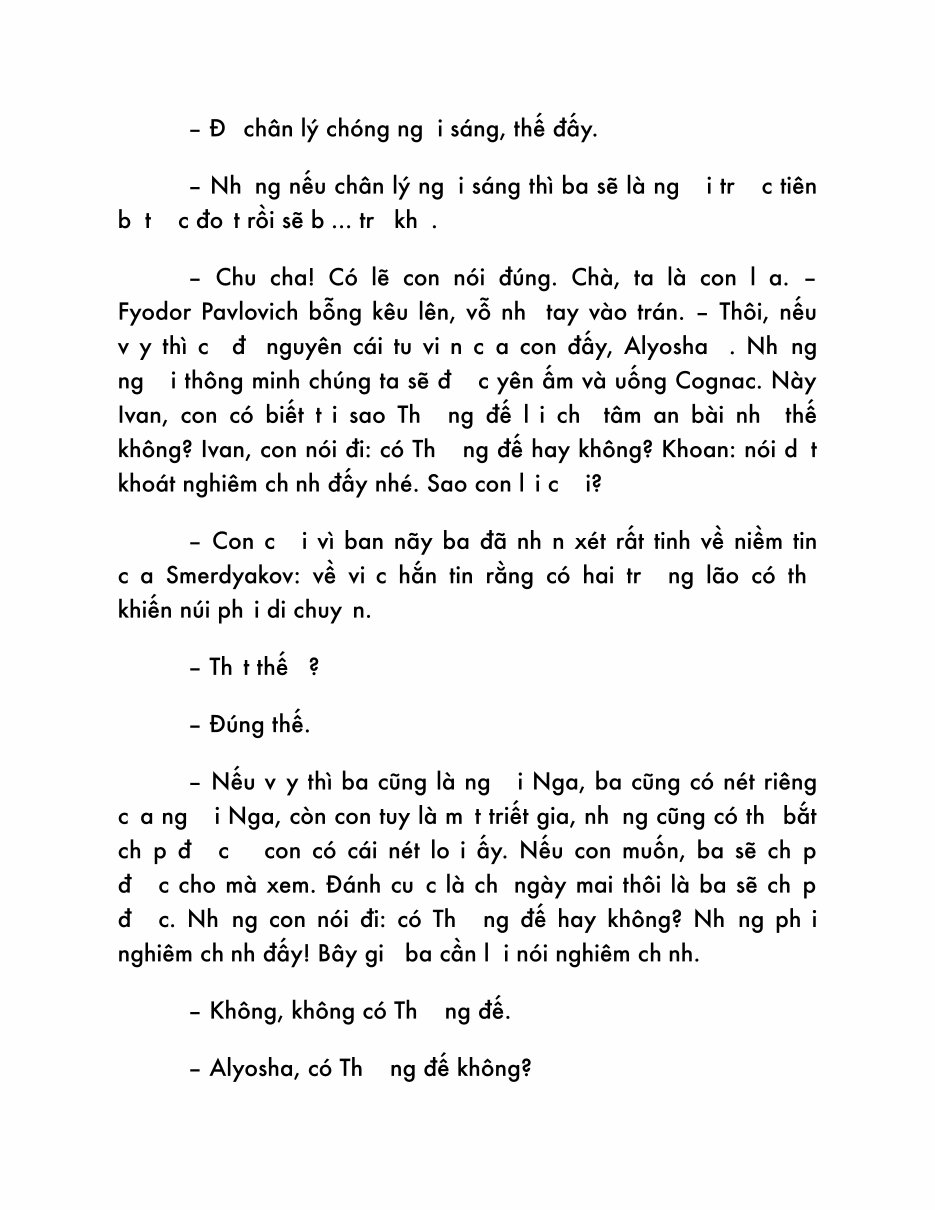 – Đ  chân lý chóng ng i sáng, thế đấy.
– Nh ng nếu chân lý ng i sáng thì ba sẽ là ng  i tr  c tiên
b t  c đo t rồi sẽ b ... tr  kh .
– Chu cha! Có lẽ con nói đúng. Chà, ta là con l a. –
Fyodor Pavlovich bỗng kêu lên, vỗ nh  tay vào trán. – Thôi, nếu
v y thì c  đ  nguyên cái tu vi n c a con đấy, Alyosha  . Nh ng
ng  i thông minh chúng ta sẽ đ  c yên ấm và uống Cognac. Này
Ivan, con có biết t i sao Th  ng đế l i ch  tâm an bài nh  thế
không? Ivan, con nói đi: có Th  ng đế hay không? Khoan: nói d t
khoát nghiêm ch nh đấy nhé. Sao con l i c  i?
– Con c  i vì ban nãy ba đã nh n xét rất tinh về niềm tin
c a Smerdyakov: về vi c hắn tin rằng có hai tr  ng lão có th 
khiến núi ph i di chuy n.
– Th t thế  ?
– Đúng thế.
– Nếu v y thì ba cũng là ng  i Nga, ba cũng có nét riêng
c a ng  i Nga, còn con tuy là m t triết gia, nh ng cũng có th  bắt
ch p đ  c   con có cái nét lo i ấy. Nếu con muốn, ba sẽ ch p
đ  c cho mà xem. Đánh cu c là ch  ngày mai thôi là ba sẽ ch p
đ  c. Nh ng con nói đi: có Th  ng đế hay không? Nh ng ph i
nghiêm ch nh đấy! Bây gi  ba cần l i nói nghiêm ch nh.
– Không, không có Th  ng đế.
– Alyosha, có Th  ng đế không?